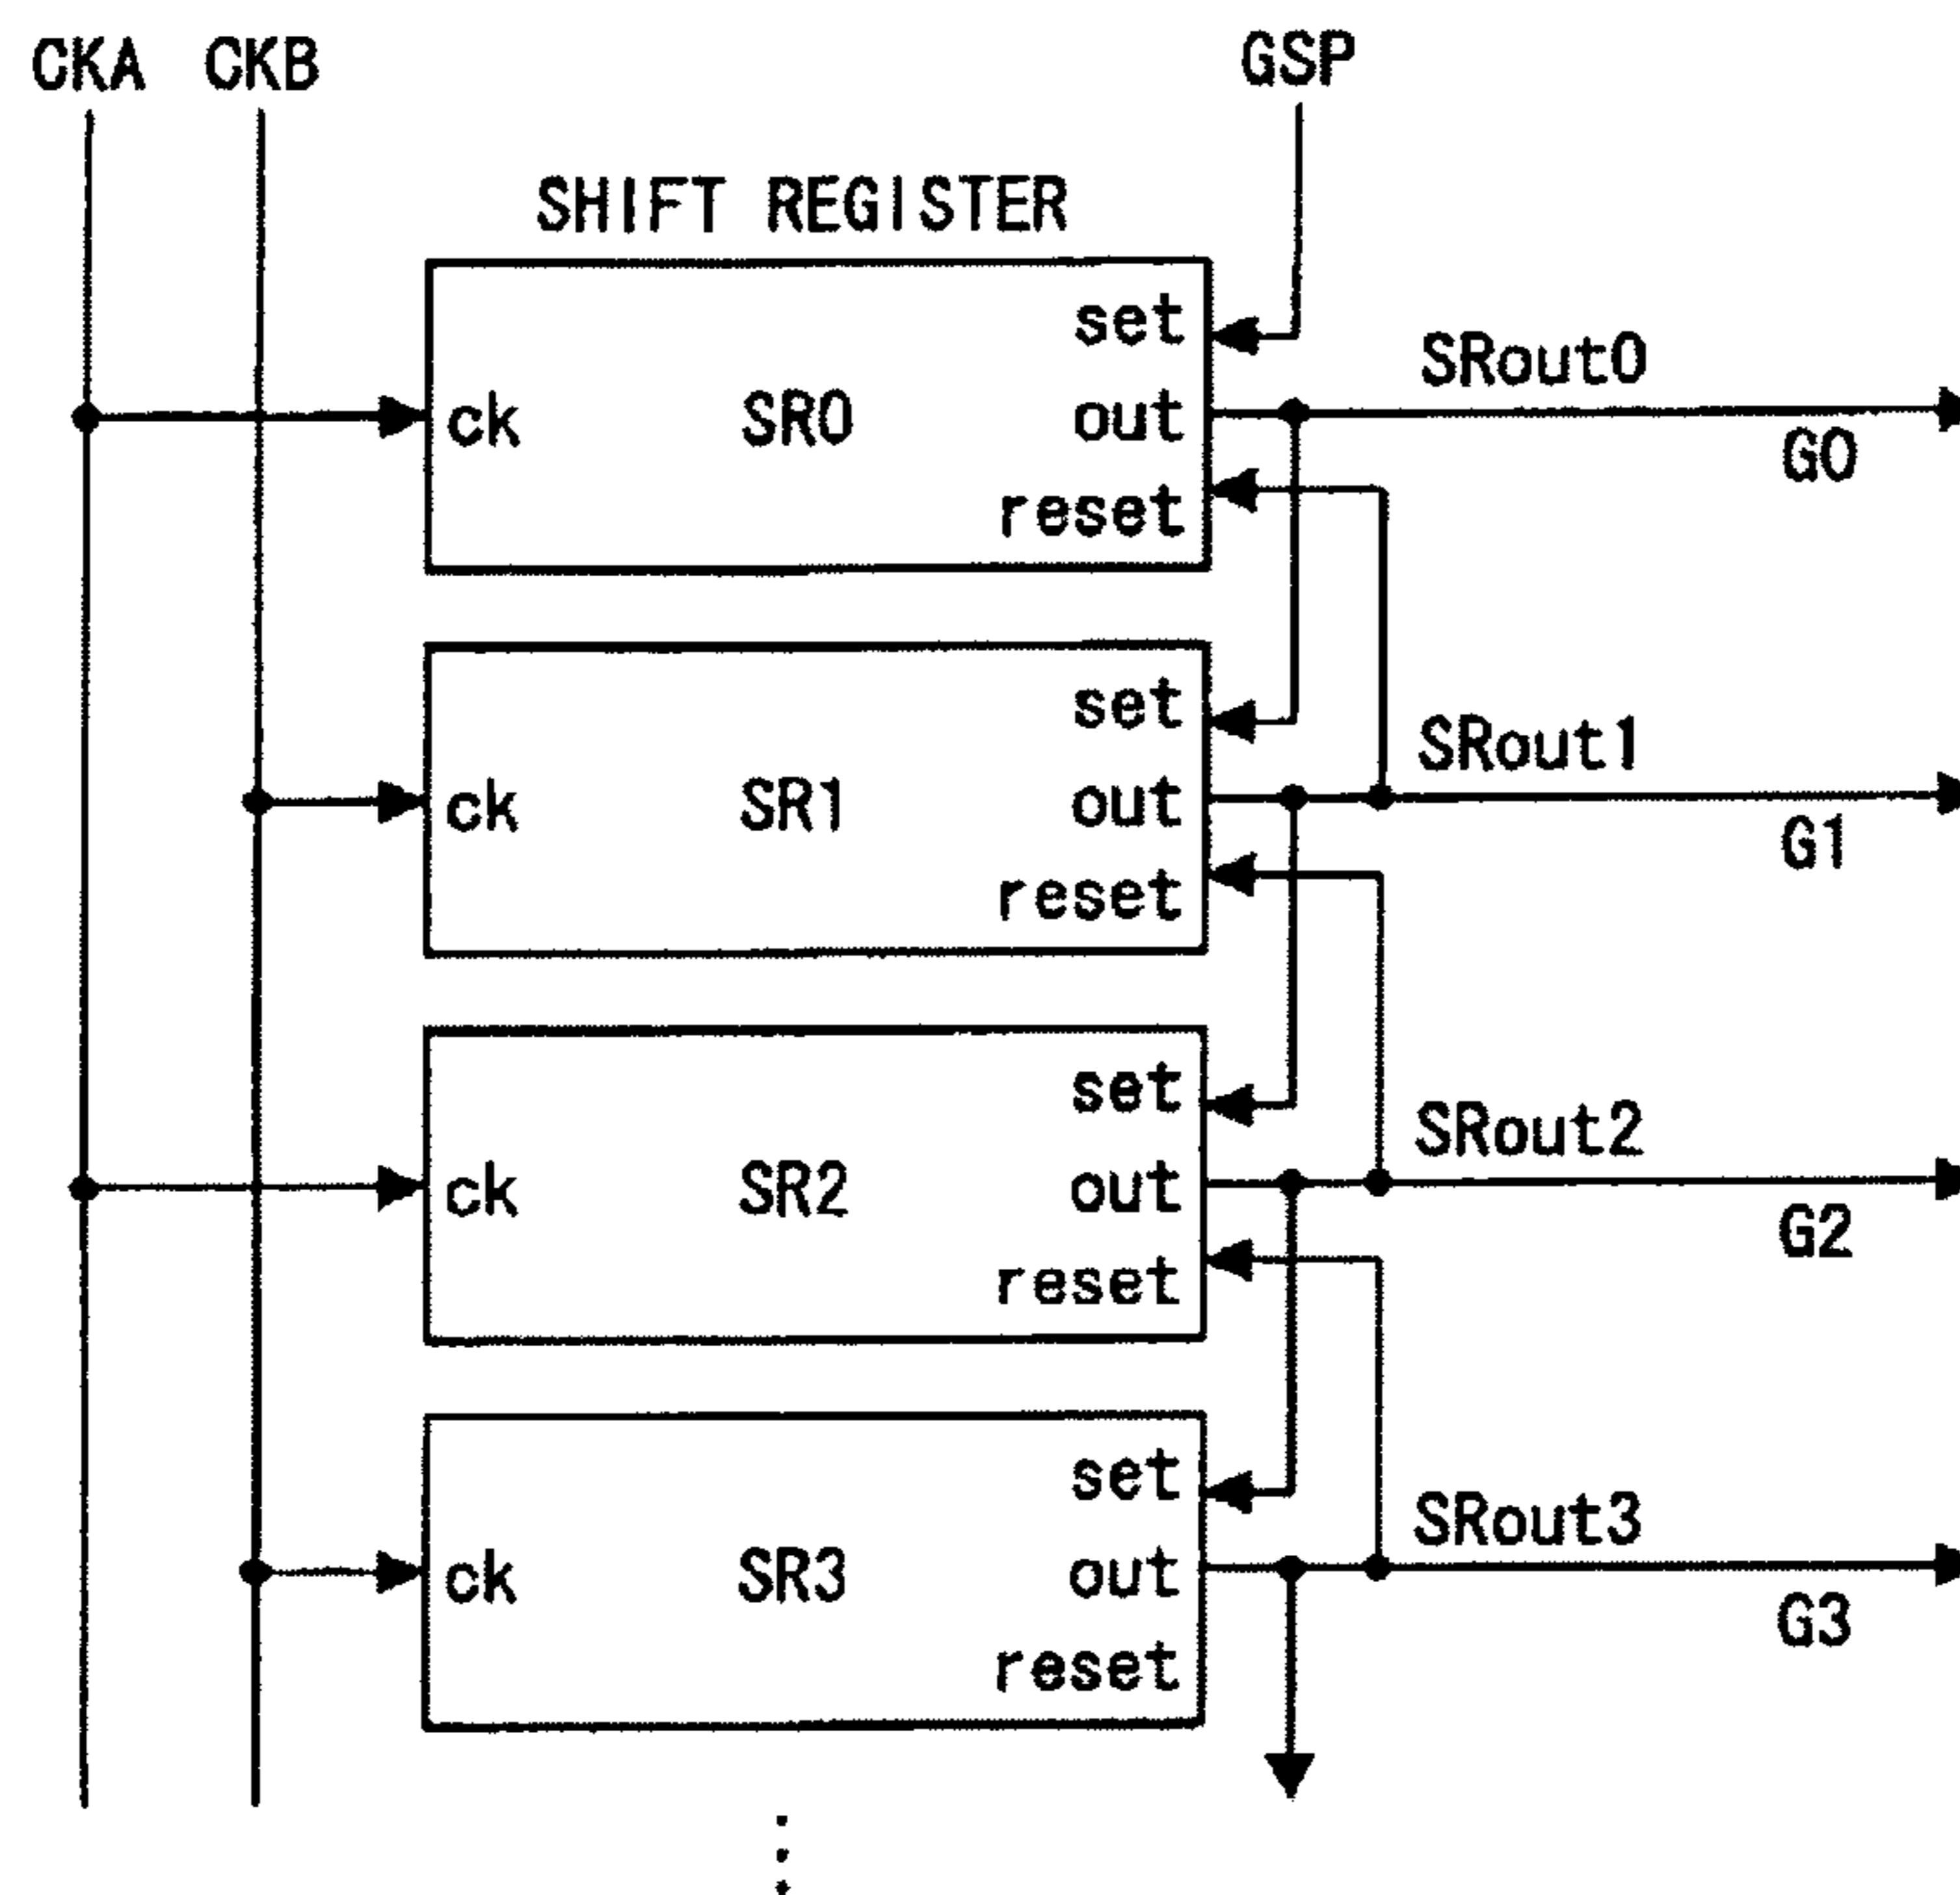 CKA CKB GSP
SHIFT REGISTER
set
SRout0
ck SR0 out
G0
reset
set
SRout1
ck SR1 out
G1
reset
set
SRout2
ck SR2 out
G2
reset
set
SRout3
ck SR3 out
G3
reset